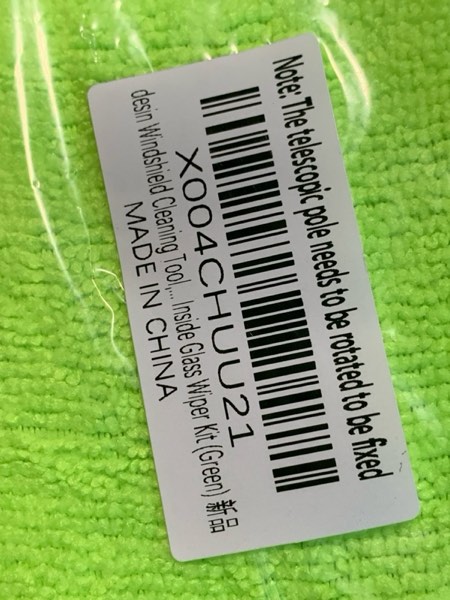 Note: The telescopic pole needs to be rotated to be fixed
X004CHUU21
desin Windshield Cleaning Tool,... Inside Glass Wiper Kit (Green) 新品
MADE IN CHINA